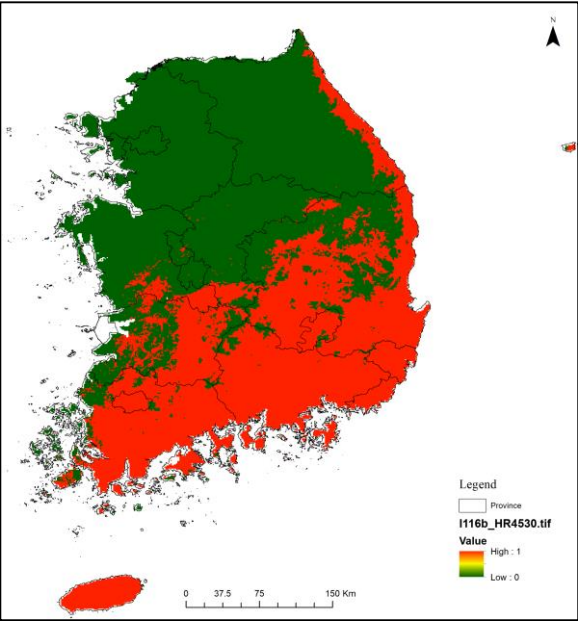 N
Legend
Province
I116b_HR4530.tif
Value
High : 1
Low : 0
0 37.5 75 150 Km